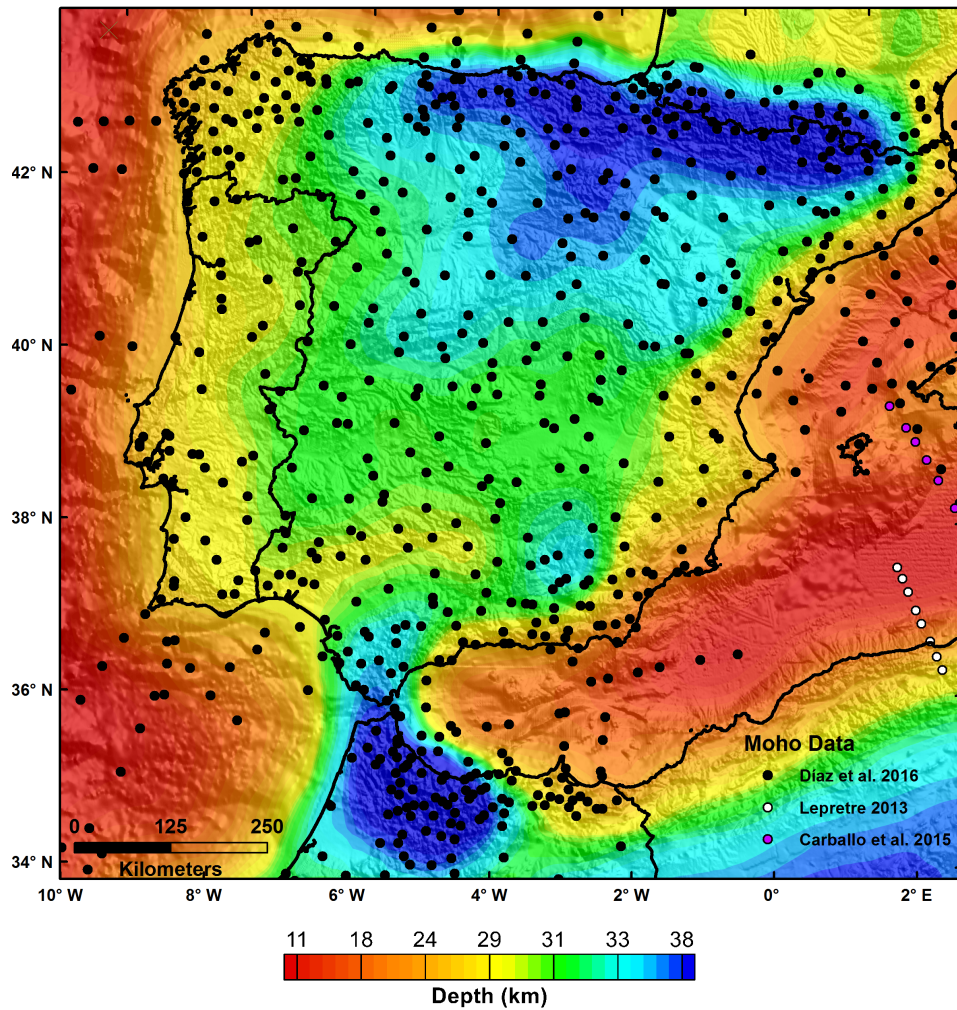 42° N
40° N
38° N
36° N
34° N
Moho Data
Díaz et al. 2016
Lepretre 2013
Carballo et al. 2015
0 125 250
Kilometers
10° W 8° W 6° W 4° W 2° W 0° 2° E
11 18 24 29 31 33 38
Depth (km)